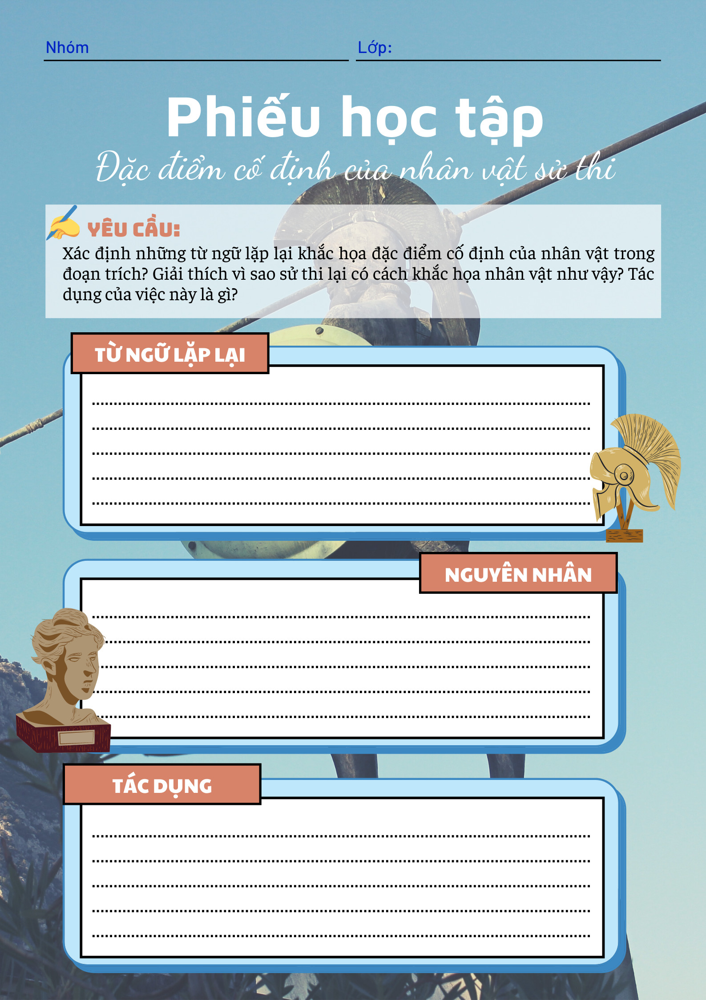 Nhóm
Lớp:
Phiếu học tập
Đặc điểm cố định của nhân vật sử thi
YÊU CẦU:
Xác định những từ ngữ lặp lại khắc họa đặc điểm cố định của nhân vật trong
đoạn trích? Giải thích vì sao sử thi lại có cách khắc họa nhân vật như vậy? Tác
dụng của việc này là gì?
TỪ NGỮ LẶP LẠI
NGUYÊN NHÂN
TÁC DỤNG